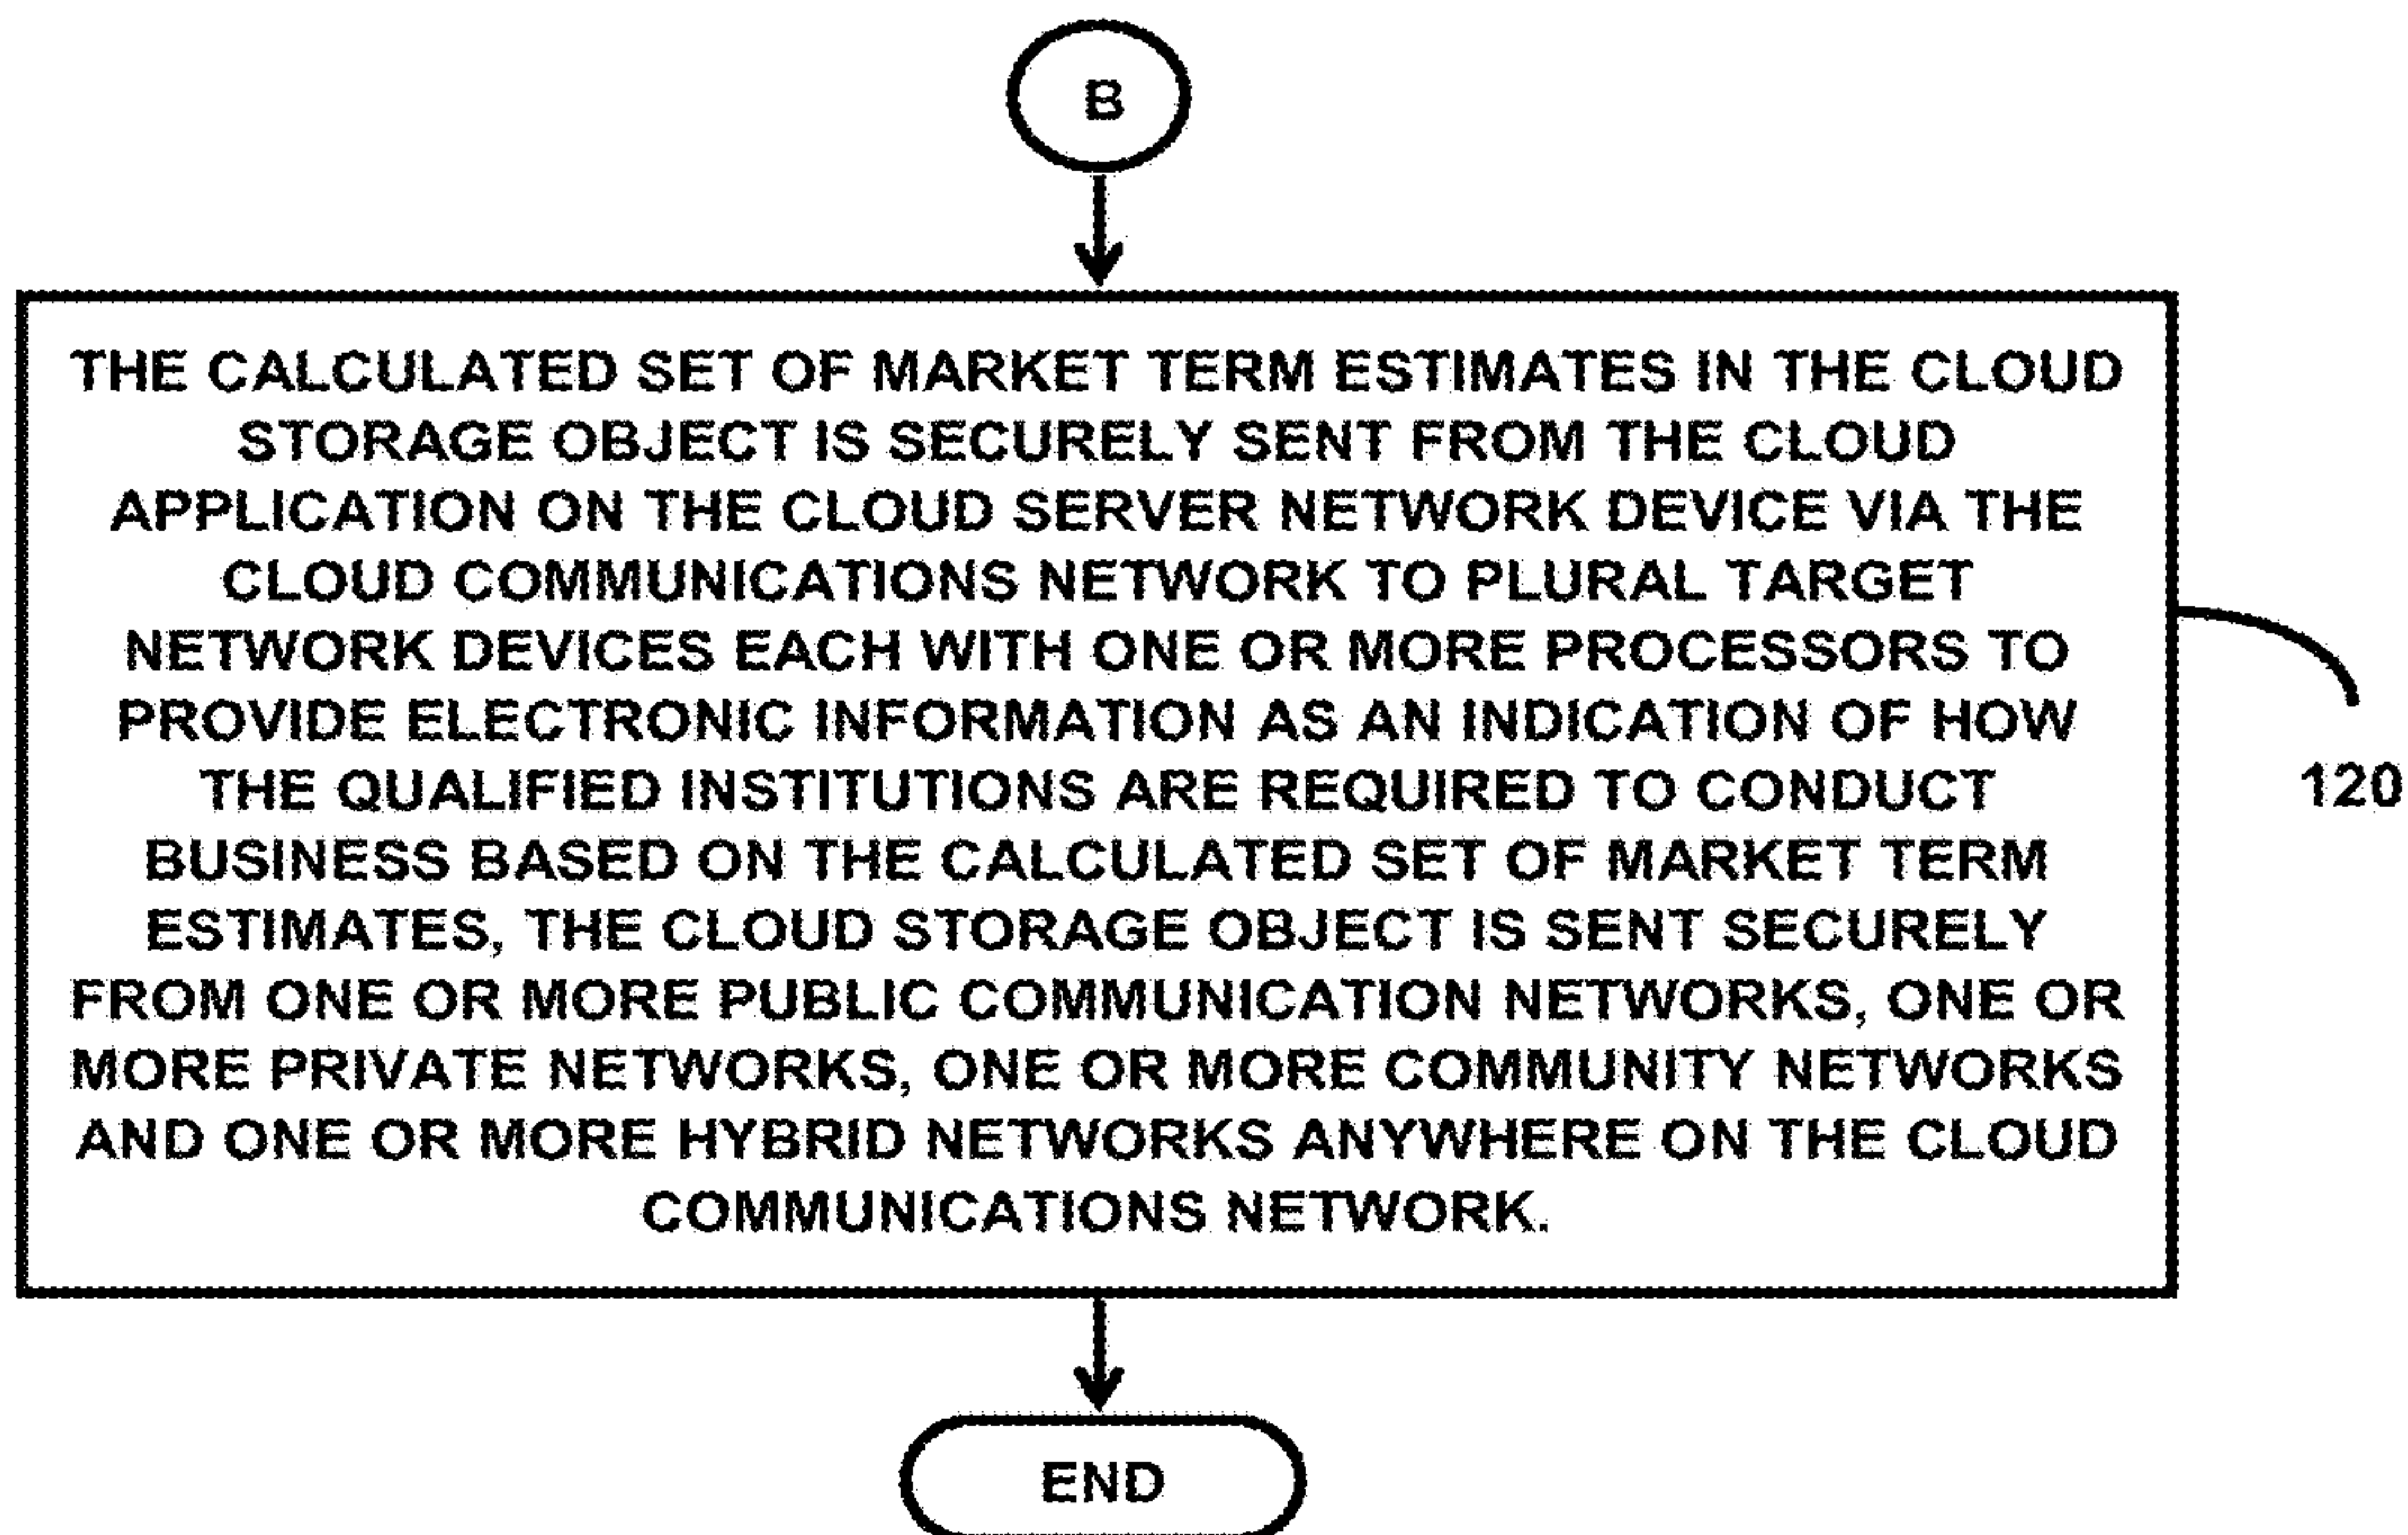 B
THE CALCULATED SET OF MARKET TERM ESTIMATES IN THE CLOUD
STORAGE OBJECT IS SECURELY SENT FROM THE CLOUD
APPLICATION ON THE CLOUD SERVER NETWORK DEVICE VIA THE
CLOUD COMMUNICATIONS NETWORK TO PLURAL TARGET
NETWORK DEVICES EACH WITH ONE OR MORE PROCESSORS TO
PROVIDE ELECTRONIC INFORMATION AS AN INDICATION OF HOW
THE QUALIFIED INSTITUTIONS ARE REQUIRED TO CONDUCT
BUSINESS BASED ON THE CALCULATED SET OF MARKET TERM
ESTIMATES, THE CLOUD STORAGE OBJECT IS SENT SECURELY
FROM ONE OR MORE PUBLIC COMMUNICATION NETWORKS, ONE OR
MORE PRIVATE NETWORKS, ONE OR MORE COMMUNITY NETWORKS
AND ONE OR MORE HYBRID NETWORKS ANYWHERE ON THE CLOUD
COMMUNICATIONS NETWORK.
120
END